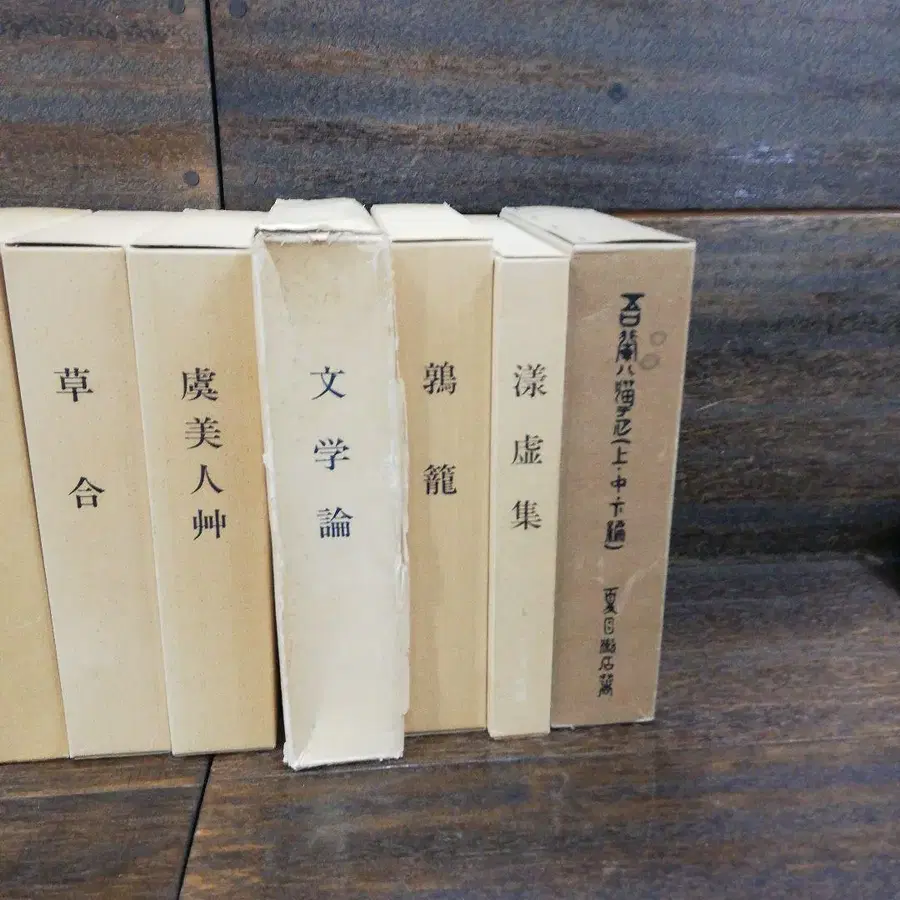 吾輩ハ猫デアル(上・中・下編)
夏目漱石著
漾虚集
鶉籠
文学論
虞美人艸
草合